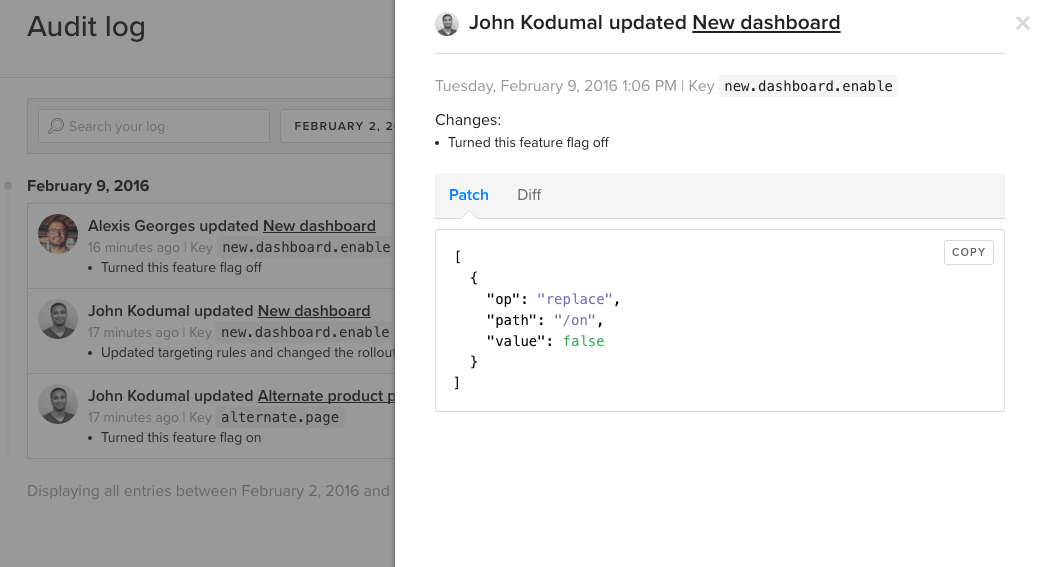 Audit log
Search your log
FEBRUARY 2, 2
February 9, 2016
Alexis Georges updated New dashboard
16 minutes ago | Key new.dashboard.enable
• Turned this feature flag off
John Kodumal updated New dashboard
17 minutes ago | Key new.dashboard.enable
• Updated targeting rules and changed the rollout
John Kodumal updated Alternate product p
17 minutes ago | Key alternate.page
• Turned this feature flag on
Displaying all entries between February 2, 2016 and
John Kodumal updated New dashboard
Tuesday, February 9, 2016 1:06 PM | Key new.dashboard.enable
Changes:
• Turned this feature flag off
Patch Diff
COPY
[
{
"op": "replace",
"path": "/on",
"value": false
}
]